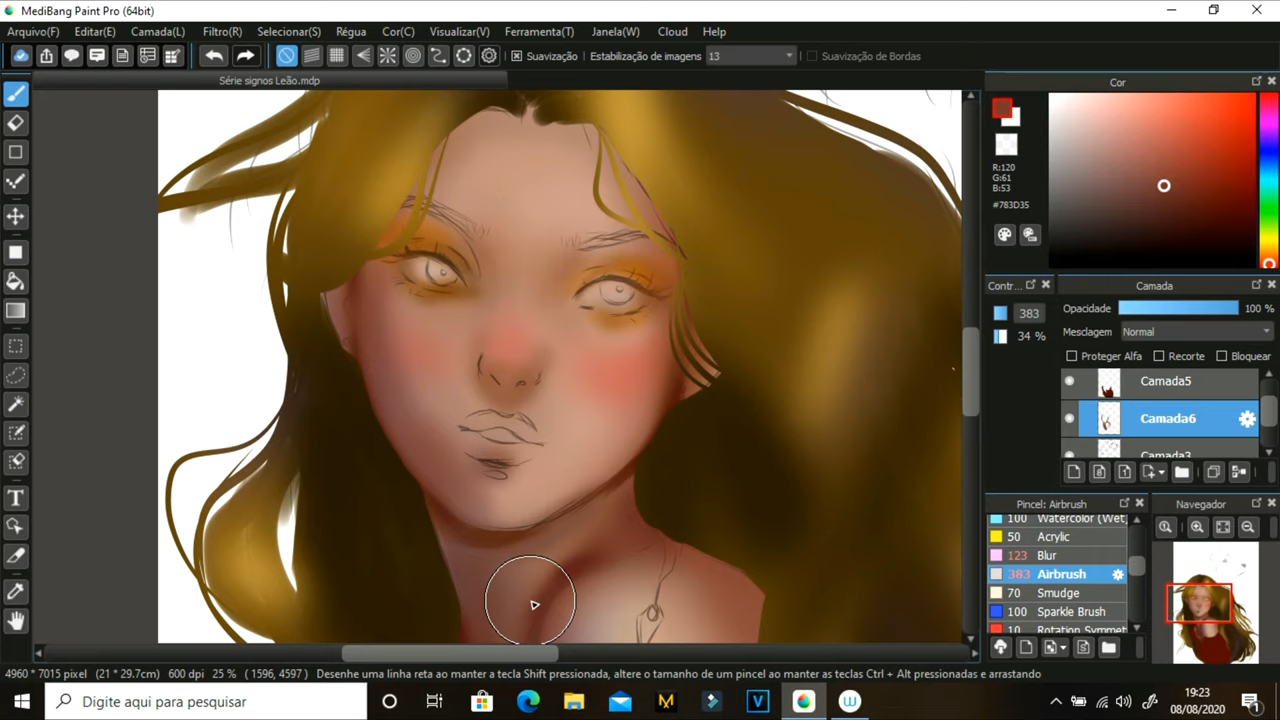 MediBang Paint Pro (64bit)
Arquivo(F) Editar(E) Camada(L) Filtro(R) Selecionar(S) Régua Cor(C) Visualizar(V) Ferramenta(T) Janela(W) Cloud Help
Suavização Estabilização de imagens 13 Suavização de Bordas
Série signos Leão.mdp
Cor
R:120
G:61
B:53
#783D35
Contr...
383
34 %
Camada
Opacidade 100 %
Mesclagem Normal
Proteger Alfa Recorte Bloquear
Camada5
Camada6
Camada3
Pincel: Airbrush
100 Watercolor (Wet,
50 Acrylic
123 Blur
383 Airbrush
70 Smudge
100 Sparkle Brush
10 Rotation Symmet
Navegador
4960 * 7015 pixel (21 * 29.7cm) 600 dpi 25 % ( 1596, 4597 ) Desenhe uma linha reta ao manter a tecla Shift pressionada, altere o tamanho de um pincel ao manter as teclas Ctrl + Alt pressionadas e arrastando
Digite aqui para pesquisar
19:23
08/08/2020